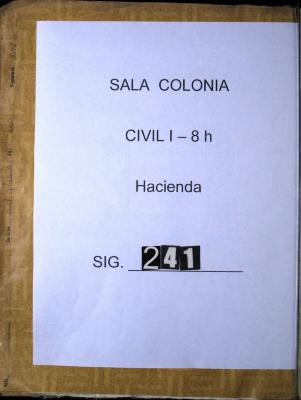 SALA COLONIA
CIVIL I – 8 h
Hacienda
SIG. 241